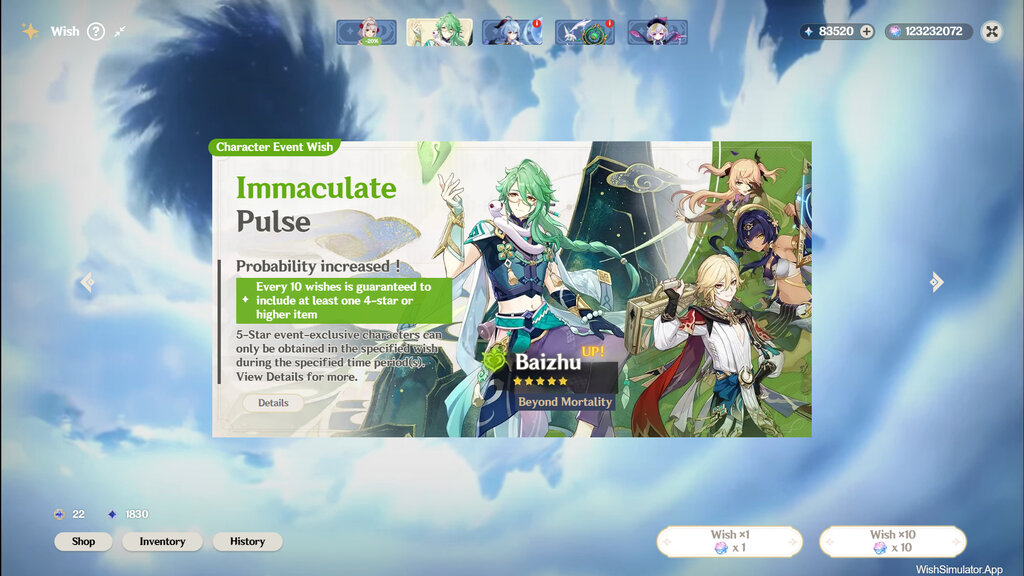 Wish ?
-20%
83520
123232072
Character Event Wish
Immaculate
Pulse
Probability increased !
Every 10 wishes is guaranteed to
include at least one 4-star or
higher item
5-Star event-exclusive characters can
only be obtained in the specified wish
during the specified time period(s).
View Details for more.
Details
Baizhu UP!
Beyond Mortality
22 1830
Shop Inventory History
Wish ×1
x 1
Wish ×10
x 10
WishSimulator.App